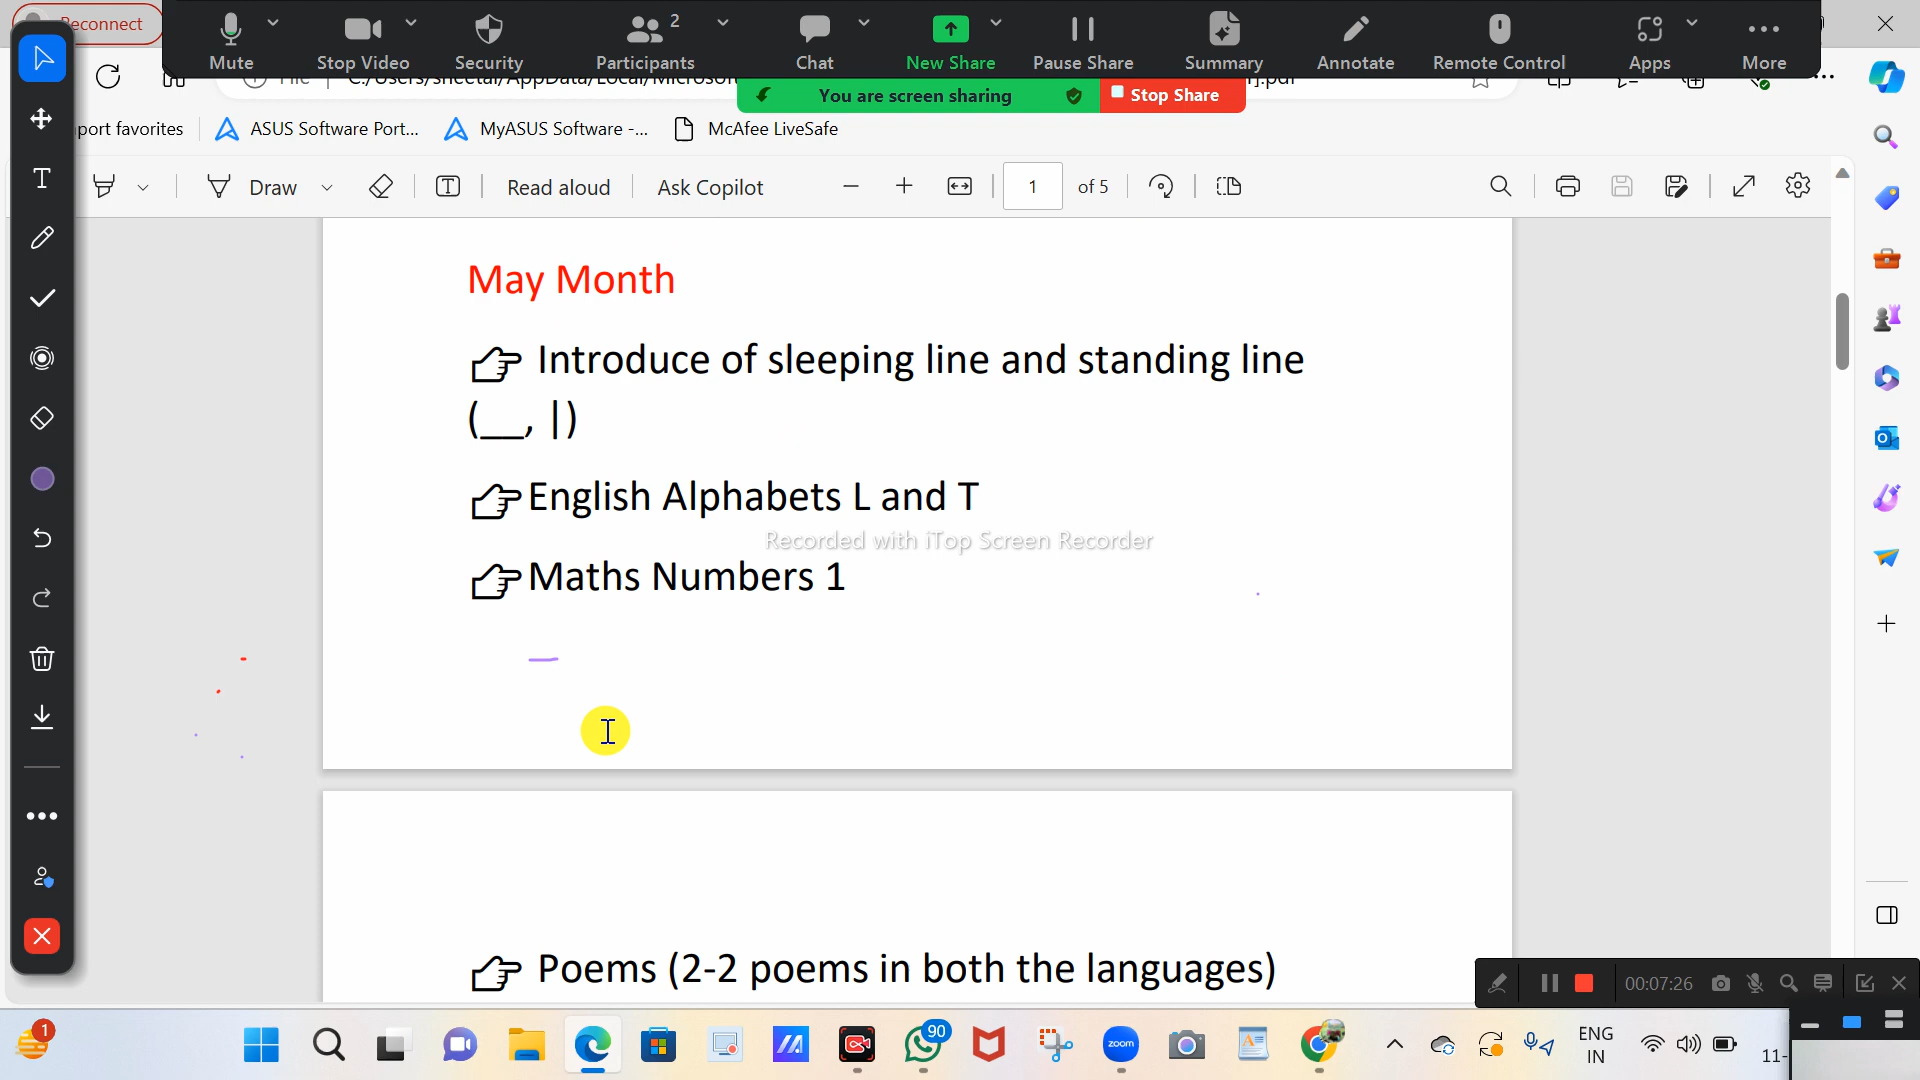 Reconnect
Mute
Stop Video
Security
2
Participants
Chat
New Share
Pause Share
Summary
Annotate
Remote Control
Apps
More
You are screen sharing
Stop Share
port favorites
ASUS Software Port...
MyASUS Software -...
McAfee LiveSafe
Draw
Read aloud
Ask Copilot
1
of 5
May Month
Introduce of sleeping line and standing line
(__, |)
English Alphabets L and T
Recorded with iTop Screen Recorder
Maths Numbers 1
Poems (2-2 poems in both the languages)
00:07:26
1
90
zoom
ENG
IN
11-